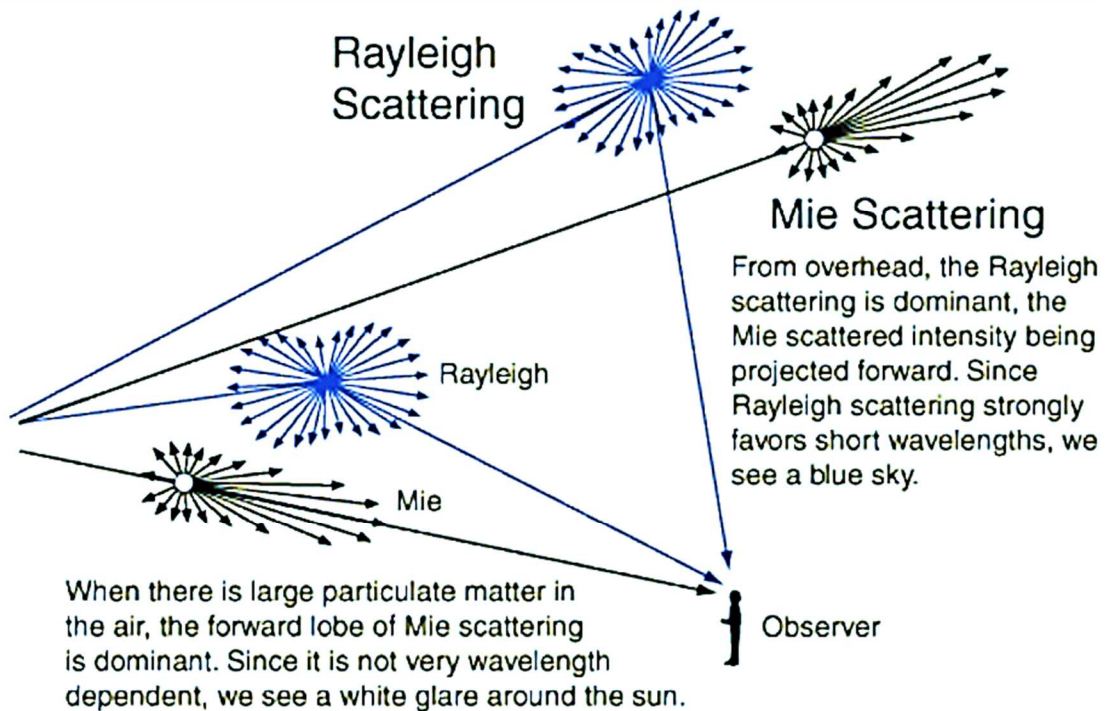 Rayleigh
Scattering
Mie Scattering
From overhead, the Rayleigh
scattering is dominant, the
Mie scattered intensity being
projected forward. Since
Rayleigh scattering strongly
favors short wavelengths, we
see a blue sky.
Rayleigh
Mie
Observer
When there is large particulate matter in
the air, the forward lobe of Mie scattering
is dominant. Since it is not very wavelength
dependent, we see a white glare around the sun.